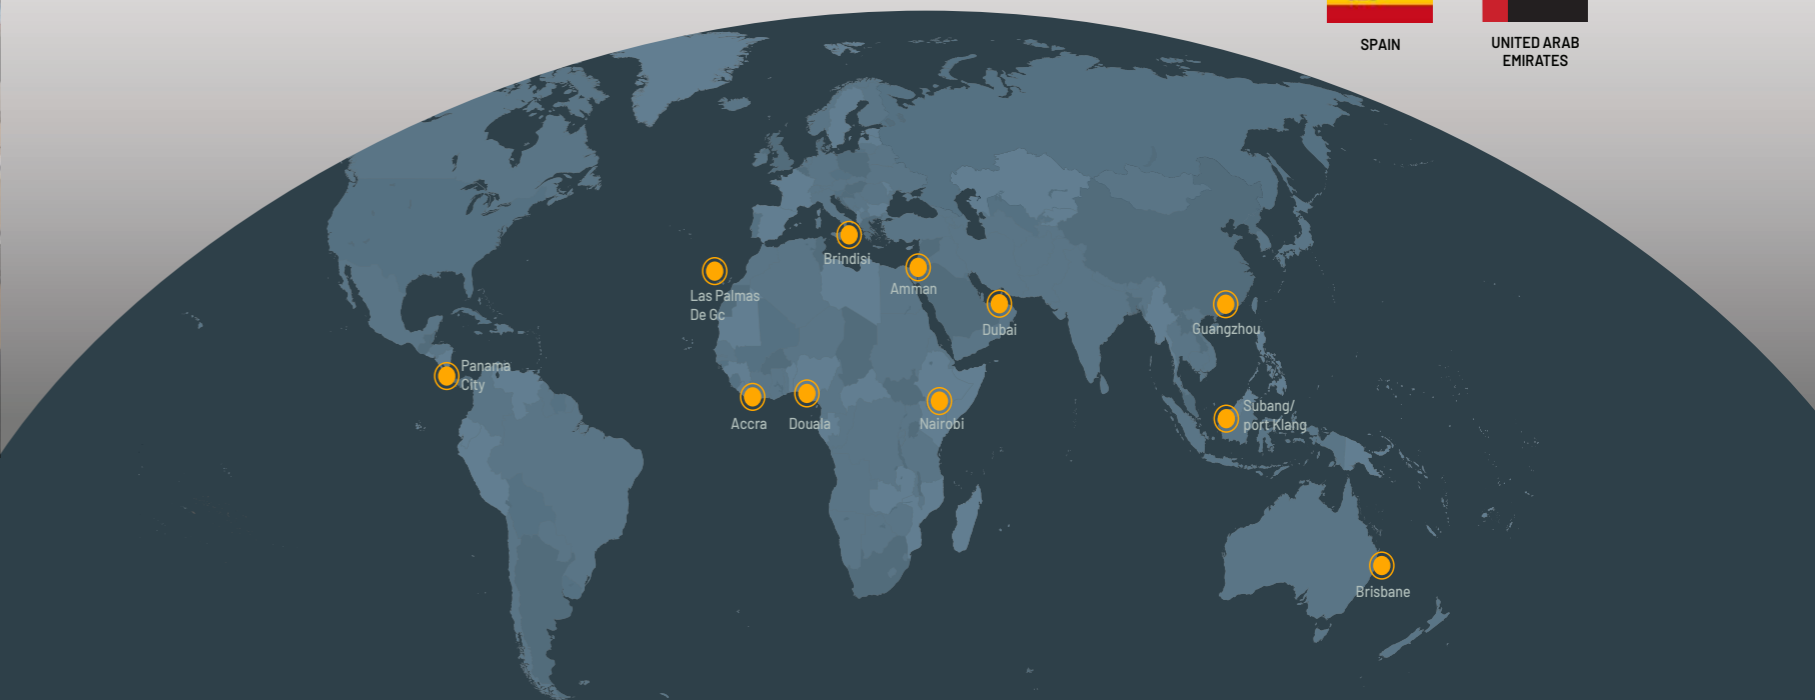 SPAIN
UNITED ARAB
EMIRATES
Brindisi
Las Palmas
De Gc
Amman
Dubai
Guangzhou
Panama
City
Accra
Douala
Nairobi
Subang/
port Klang
Brisbane